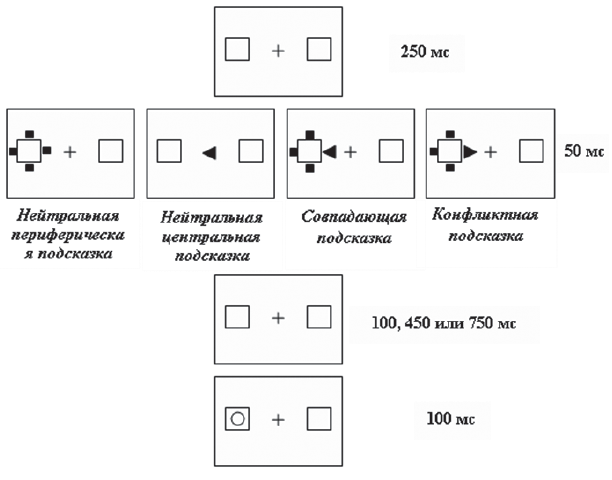 250 мс
50 мс
Нейтральная
периферическа
я подсказка
Нейтральная
центральная
подсказка
Совпадающая
подсказка
Конфликтная
подсказка
100, 450 или 750 мс
100 мс